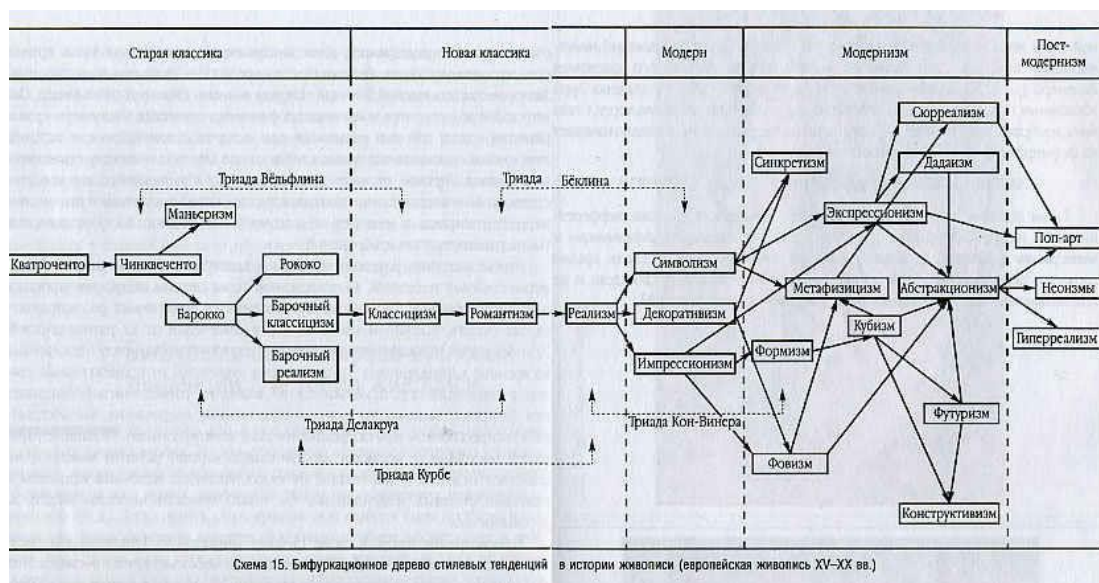 Старая классика
Новая классика
Модерн
Модернизм
Пост-
модернизм
Сюрреализм
Синкретизм
Дадаизм
Триада Вёльфлина
Триада Бёклина
Маньеризм
Экспрессионизм
Поп-арт
Кватроченто
Чинквеченто
Рококо
Символизм
Метафизицизм
Абстракционизм
Неоизмы
Барокко
Барочный
классицизм
Классицизм
Романтизм
Реализм
Декоративизм
Кубизм
Гиперреализм
Барочный
реализм
Импрессионизм
Формизм
Триада Делакруа
Триада Кон-Винера
Футуризм
Триада Курбе
Фовизм
Конструктивизм
Схема 15. Бифуркационное дерево стилевых тенденций в истории живописи (европейская живопись XV–XX вв.)